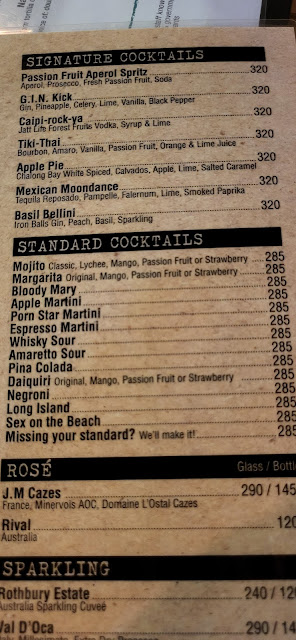 SIGNATURE COCKTAILS
Passion Fruit Aperol Spritz 320
Aperol, Prosecco, Fresh Passion Fruit, Soda
G.I.N. Kick 320
Gin, Pineapple, Celery, Lime, Vanilla, Black Pepper
Caipi-rock-ya 320
Jatt Life Forest Fruits Vodka, Syrup & Lime
Tiki-Thai 320
Bourbon, Amaro, Vanilla, Passion Fruit, Orange & Lime Juice
Apple Pie 320
Chalong Bay White Spiced, Calvados, Apple, Lime, Salted Caramel
Mexican Moondance 320
Tequila Reposado, Pampelle, Falernum, Lime, Smoked Paprika
Basil Bellini 320
Iron Balls Gin, Peach, Basil, Sparkling
STANDARD COCKTAILS
Mojito Classic, Lychee, Mango, Passion Fruit or Strawberry 285
Margarita Original, Mango, Passion Fruit or Strawberry 285
Bloody Mary 285
Apple Martini 285
Porn Star Martini 285
Espresso Martini 285
Whisky Sour 285
Amaretto Sour 285
Pina Colada 285
Daiquiri Original, Mango, Passion Fruit or Strawberry 285
Negroni 285
Long Island 285
Sex on the Beach 285
Missing your standard? We'll make it! 285
ROSÉ Glass / Bottle
J.M Cazes 290 / 145
France, Minervois AOC, Domaine L'Ostal Cazes
Rival 120
Australia
SPARKLING
Rothbury Estate 240 / 120
Australia Sparkling Cuveé
Val D'Oca 290 / 14